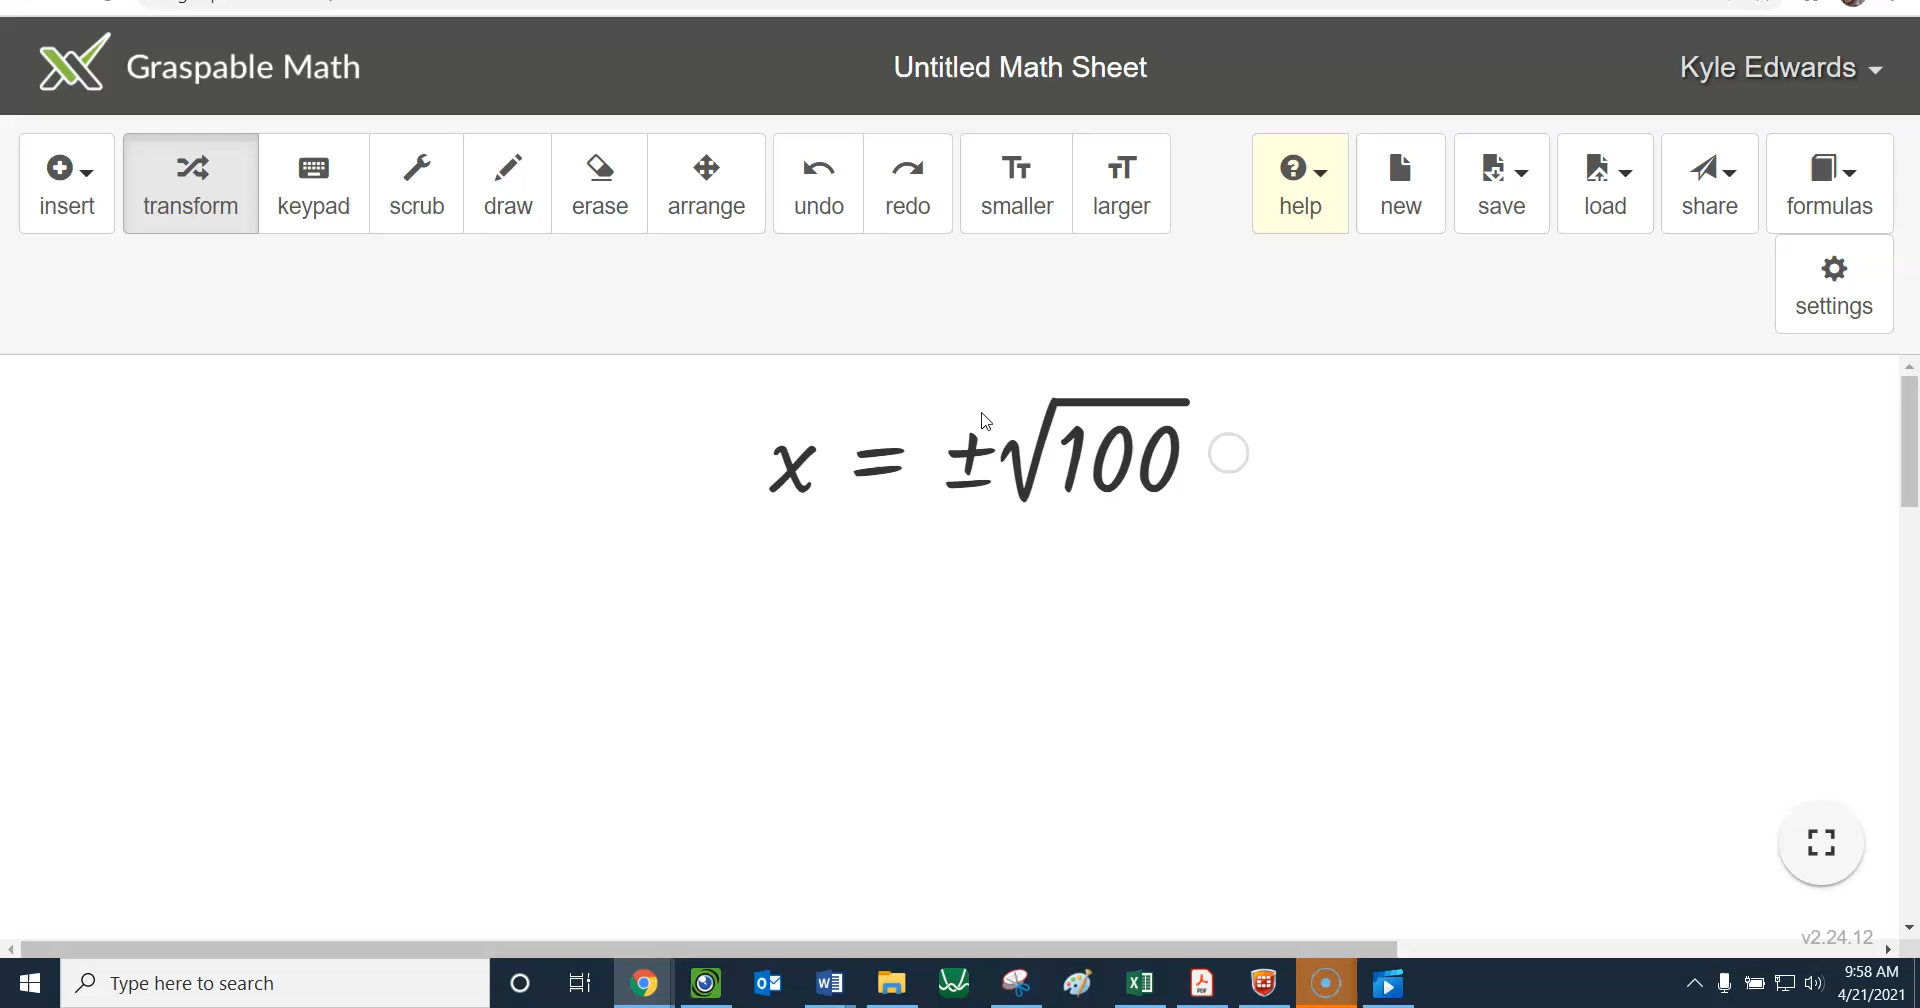 Graspable Math
Untitled Math Sheet
Kyle Edwards
insert
transform
keypad
scrub
draw
erase
arrange
undo
redo
smaller
larger
help
new
save
load
share
formulas
settings
x = ±√100
v2.24.12
Type here to search
9:58 AM
4/21/2021